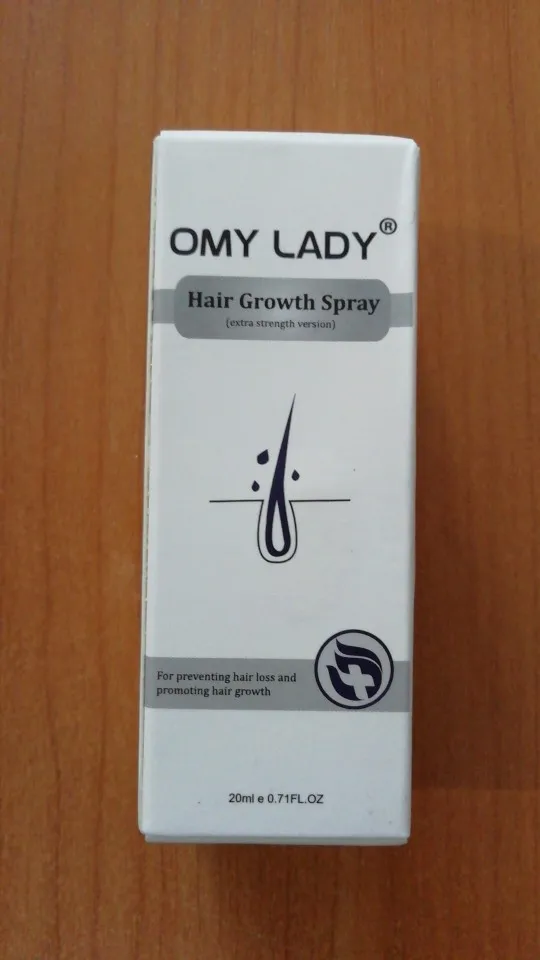 OMY LADY®
Hair Growth Spray
(extra strength version)
For preventing hair loss and
promoting hair growth
20ml e 0.71FL.OZ